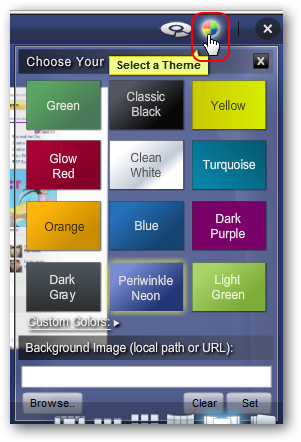 Choose Your
Select a Theme
X
Green
Classic
Black
Yellow
Glow
Red
Clean
White
Turquoise
Orange
Blue
Dark
Purple
Dark
Gray
Periwinkle
Neon
Light
Green
Custom Colors:
Background Image (local path or URL):
Browse.. Clear Set